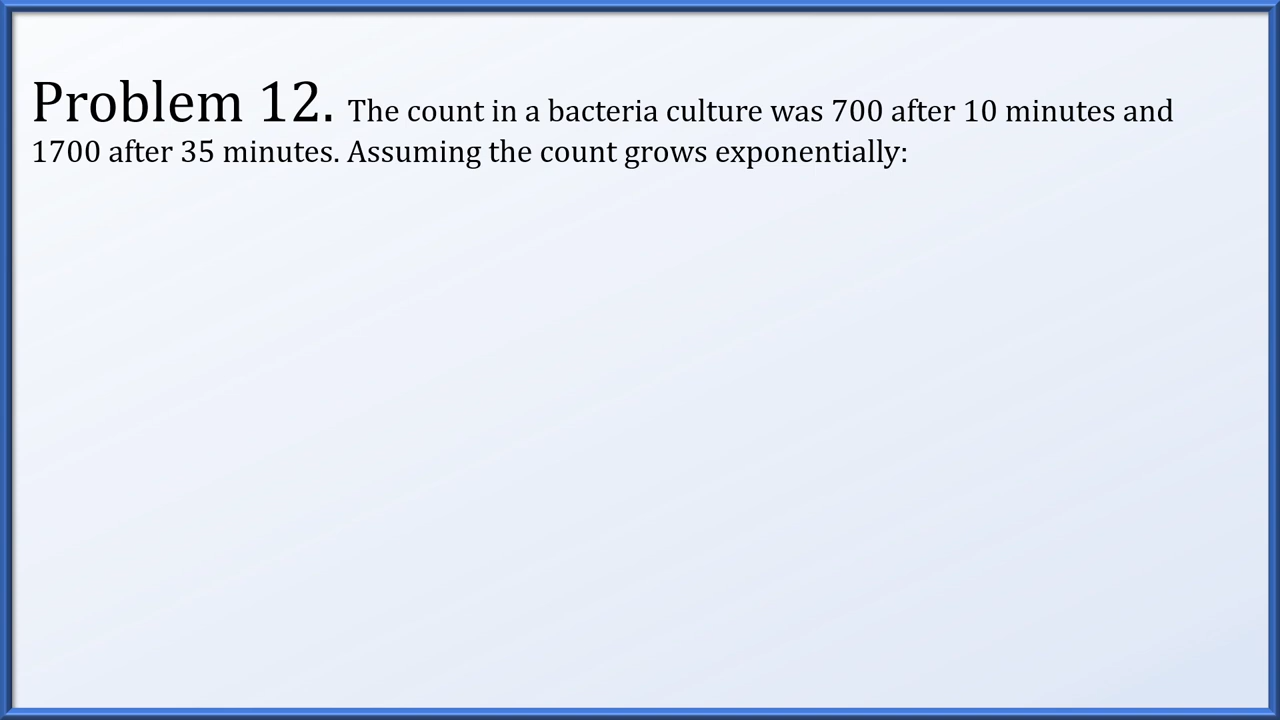 Problem 12. The count in a bacteria culture was 700 after 10 minutes and
1700 after 35 minutes. Assuming the count grows exponentially: